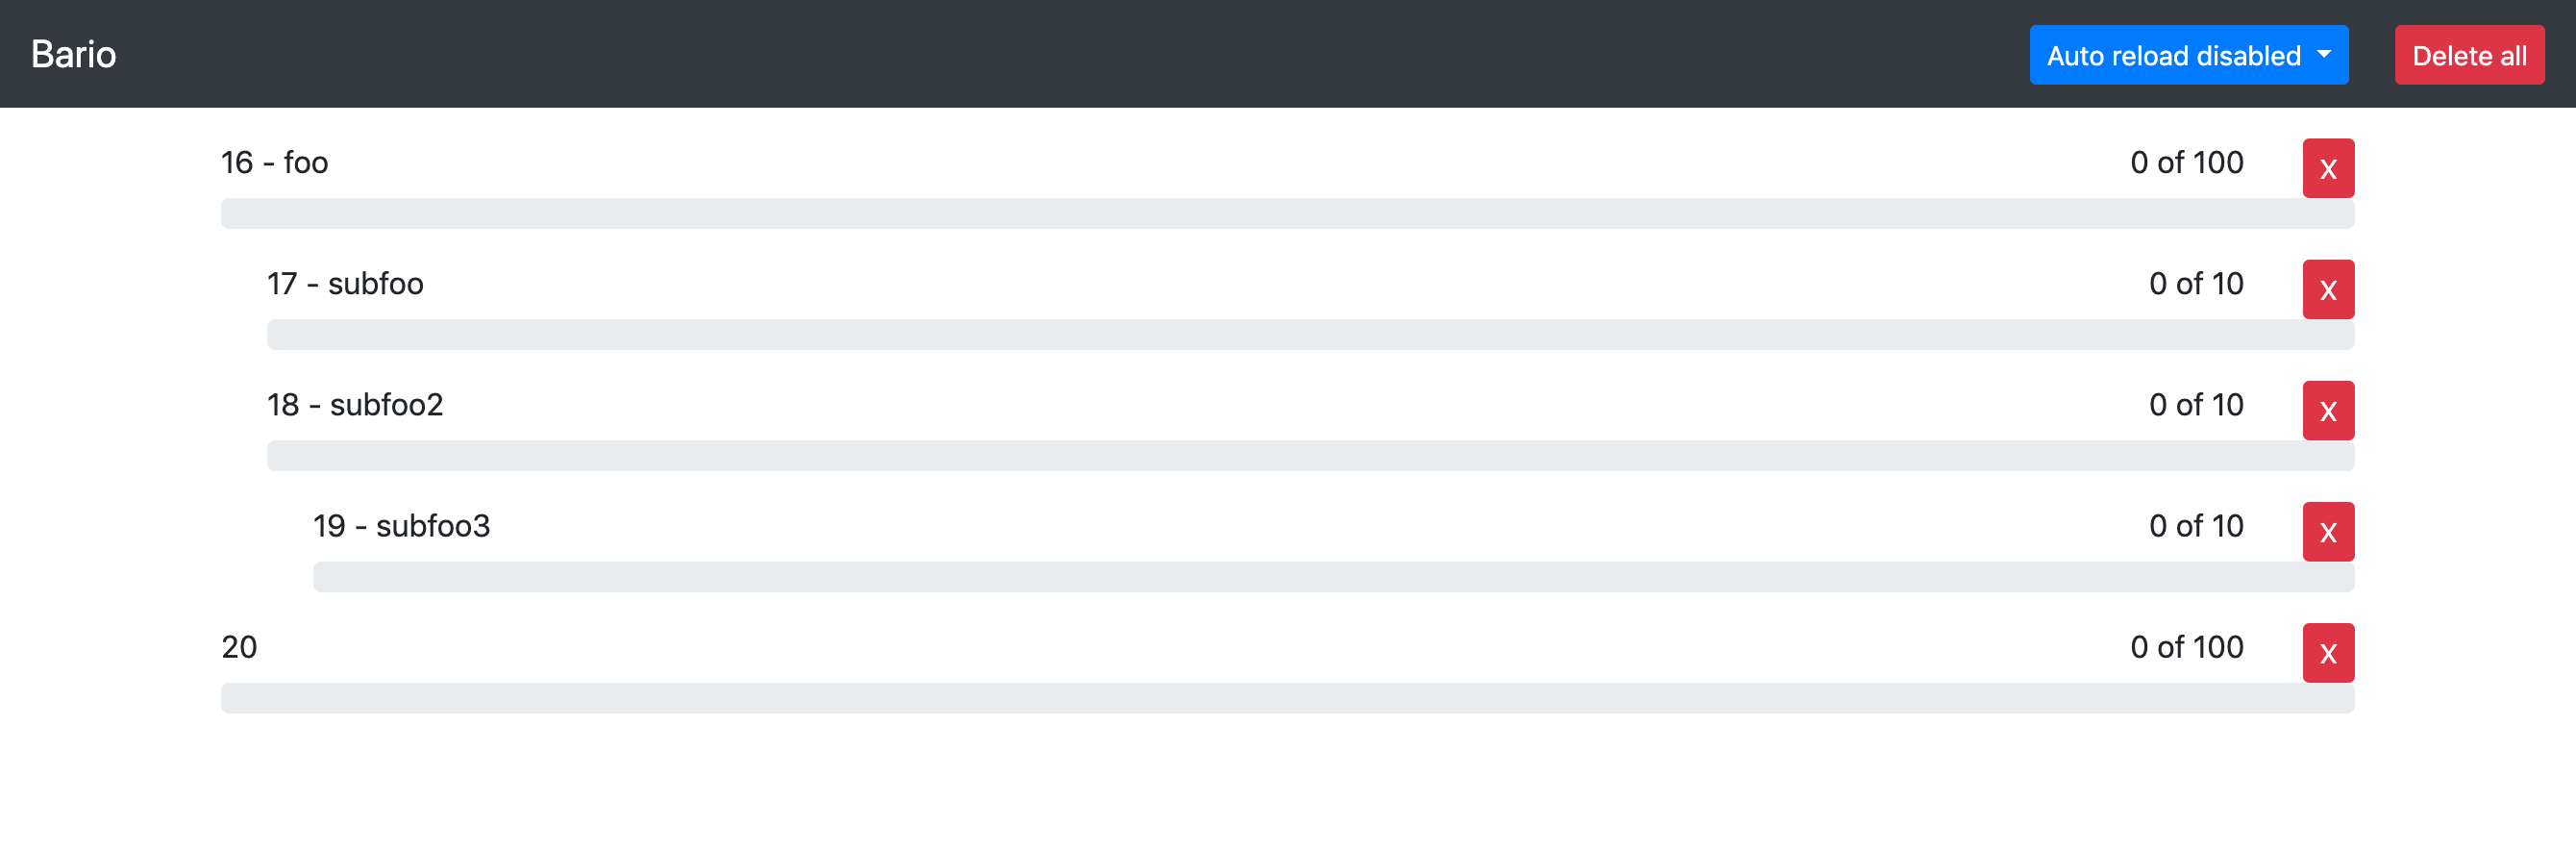 Bario Auto reload disabled Delete all
16 - foo 0 of 100 X
17 - subfoo 0 of 10 X
18 - subfoo2 0 of 10 X
19 - subfoo3 0 of 10 X
20 0 of 100 X